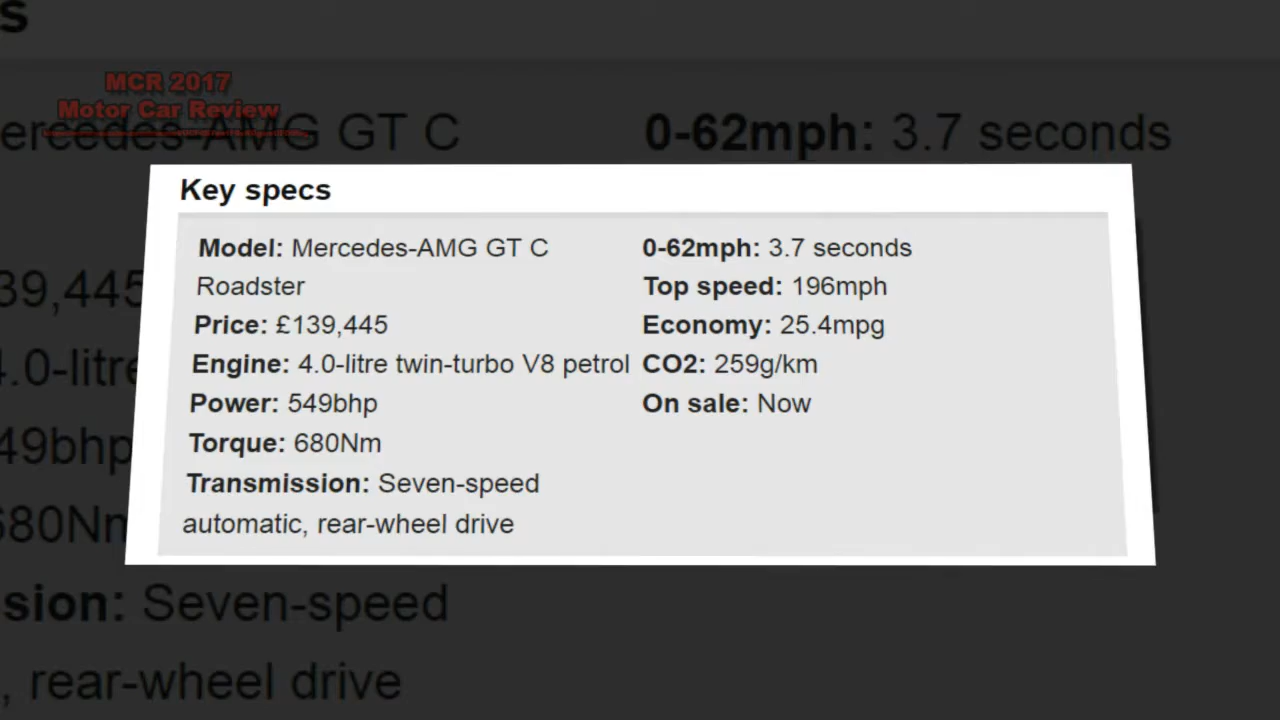 s
MCR 2017
Motor Car Review
ercedes-AMG GT C
0-62mph: 3.7 seconds
Key specs
Model: Mercedes-AMG GT C
Roadster
Price: £139,445
Engine: 4.0-litre twin-turbo V8 petrol
Power: 549bhp
Torque: 680Nm
Transmission: Seven-speed
automatic, rear-wheel drive
0-62mph: 3.7 seconds
Top speed: 196mph
Economy: 25.4mpg
CO2: 259g/km
On sale: Now
39,445
4.0-litre
49bhp
680Nm
sion: Seven-speed
, rear-wheel drive